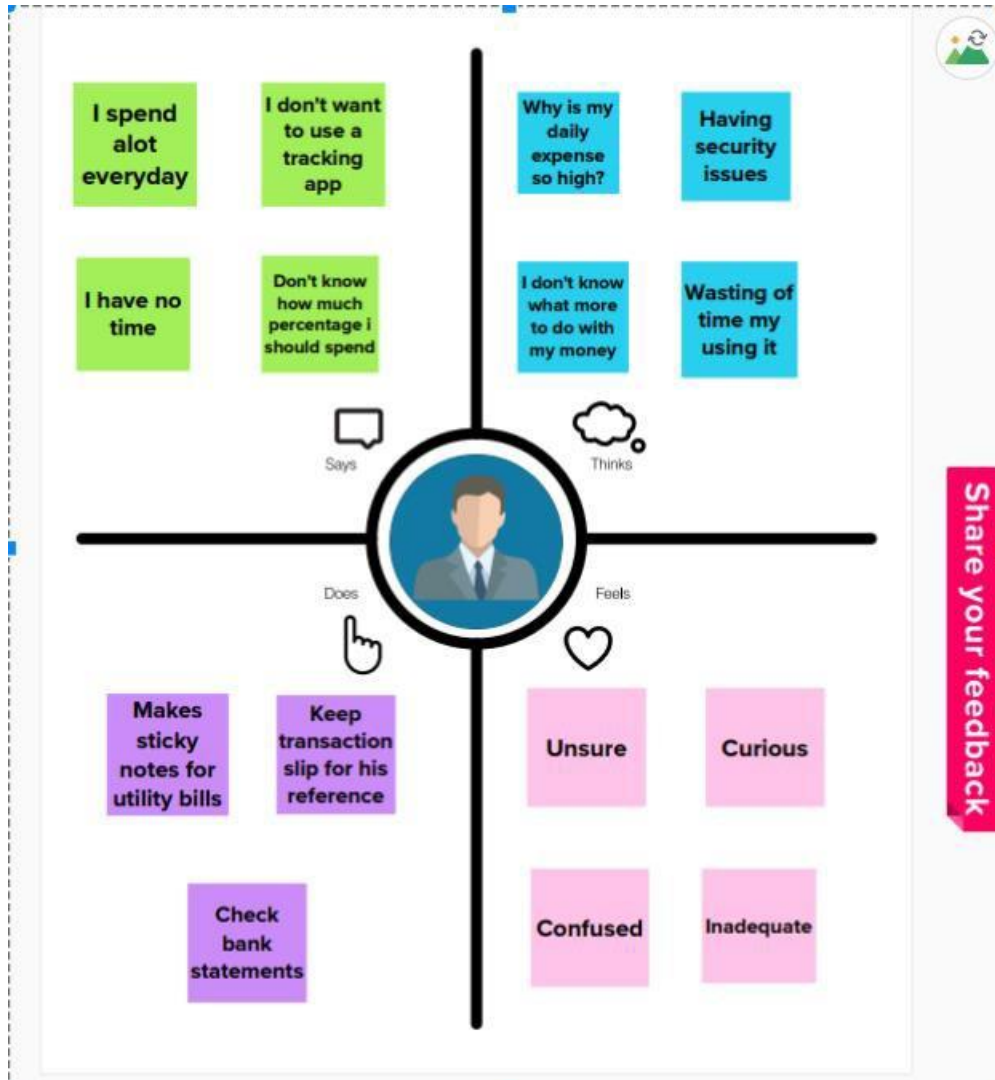 I spend
alot
everyday
I don't want
to use a
tracking
app
I have no
time
Don't know
how much
percentage i
should spend
Says
Why is my
daily
expense
so high?
Having
security
issues
I don't know
what more
to do with
my money
Wasting of
time my
using it
Thinks
Does
Makes
sticky
notes for
utility bills
Keep
transaction
slip for his
reference
Check
bank
statements
Feels
Unsure
Curious
Confused
Inadequate
Share your feedback